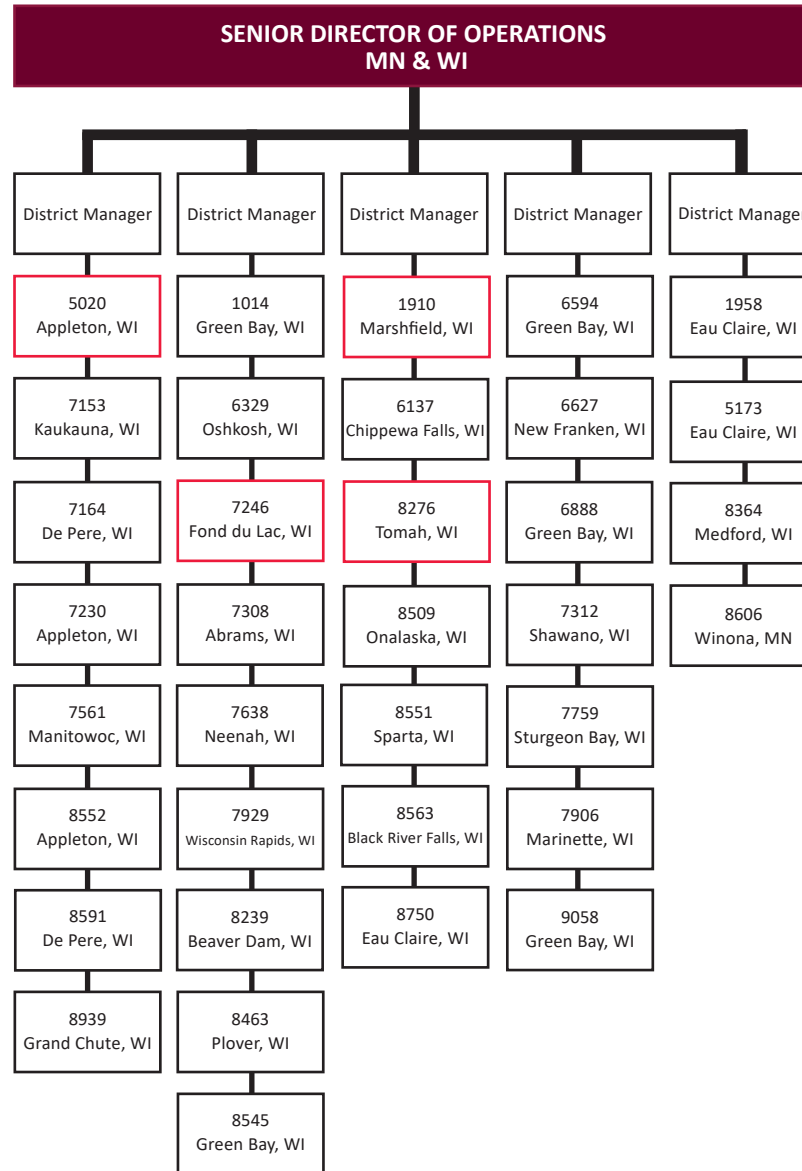 SENIOR DIRECTOR OF OPERATIONS
MN & WI
District Manager
5020
Appleton, WI
7153
Kaukauna, WI
7164
De Pere, WI
7230
Appleton, WI
7561
Manitowoc, WI
8552
Appleton, WI
8591
De Pere, WI
8939
Grand Chute, WI
District Manager
1014
Green Bay, WI
6329
Oshkosh, WI
7246
Fond du Lac, WI
7308
Abrams, WI
7638
Neenah, WI
7929
Wisconsin Rapids, WI
8239
Beaver Dam, WI
8463
Plover, WI
8545
Green Bay, WI
District Manager
1910
Marshfield, WI
6137
Chippewa Falls, WI
8276
Tomah, WI
8509
Onalaska, WI
8551
Sparta, WI
8563
Black River Falls, WI
8750
Eau Claire, WI
District Manager
6594
Green Bay, WI
6627
New Franken, WI
6888
Green Bay, WI
7312
Shawano, WI
7759
Sturgeon Bay, WI
7906
Marinette, WI
9058
Green Bay, WI
District Manager
1958
Eau Claire, WI
5173
Eau Claire, WI
8364
Medford, WI
8606
Winona, MN